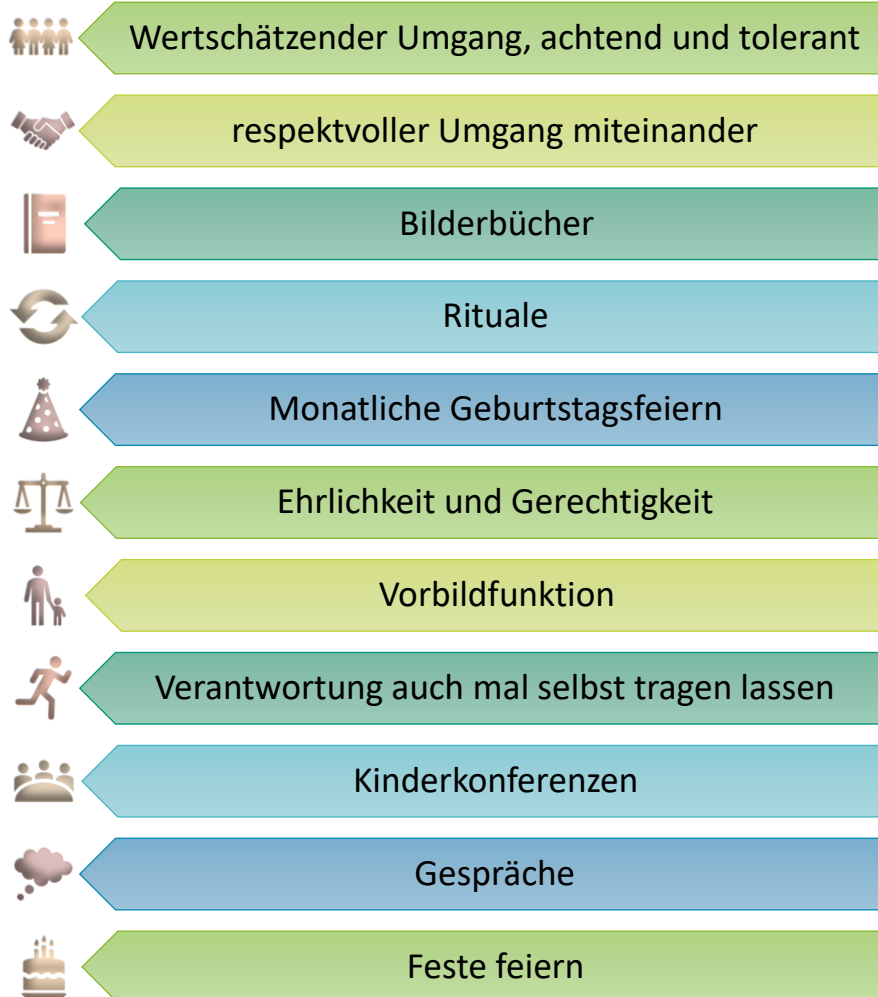 Wertschätzender Umgang, achtend und tolerant
respektvoller Umgang miteinander
Bilderbücher
Rituale
Monatliche Geburtstagsfeiern
Ehrlichkeit und Gerechtigkeit
Vorbildfunktion
Verantwortung auch mal selbst tragen lassen
Kinderkonferenzen
Gespräche
Feste feiern